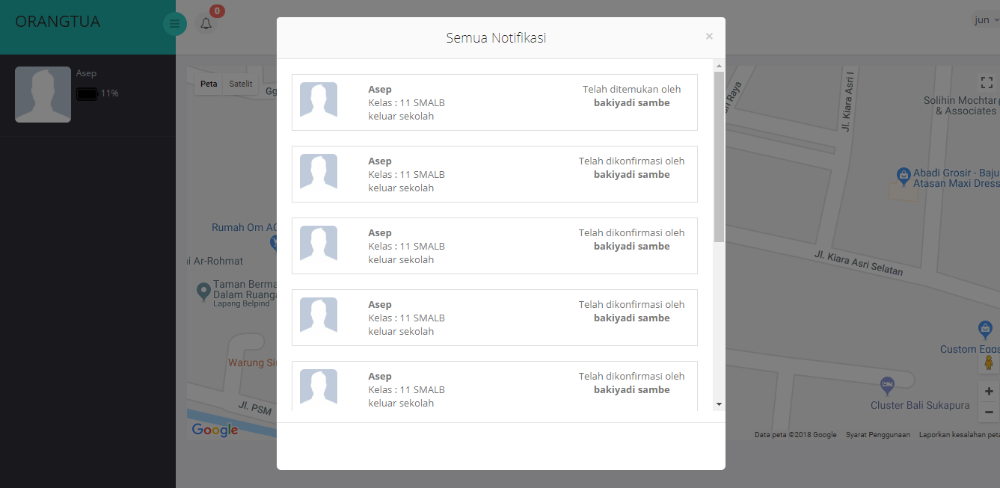 ORANGTUA
0
jun
Asep
11%
Semua Notifikasi
×
Asep
Kelas : 11 SMALB
keluar sekolah
Telah ditemukan oleh
bakiyadi sambe
Asep
Kelas : 11 SMALB
keluar sekolah
Telah dikonfirmasi oleh
bakiyadi sambe
Asep
Kelas : 11 SMALB
keluar sekolah
Telah dikonfirmasi oleh
bakiyadi sambe
Asep
Kelas : 11 SMALB
keluar sekolah
Telah dikonfirmasi oleh
bakiyadi sambe
Asep
Kelas : 11 SMALB
keluar sekolah
Telah dikonfirmasi oleh
bakiyadi sambe
Peta
Satelit
Gg
Rumah Om
Ar-Rohmat
Taman Berma
Dalam Ruanga
Lapang Belpind
Warung
Jl. PSM
Google
Raya
Jl. Kiara Asri I
Solihin Mochtar
& Associates
Abadi Grosir - Baju
Atasan Maxi Dress
Jl. Kiara Asri Selatan
Custom Eggs
Cluster Bali Sukapura
+
−
Data peta ©2018 Google
Syarat Penggunaan
Laporkan kesalahan peta